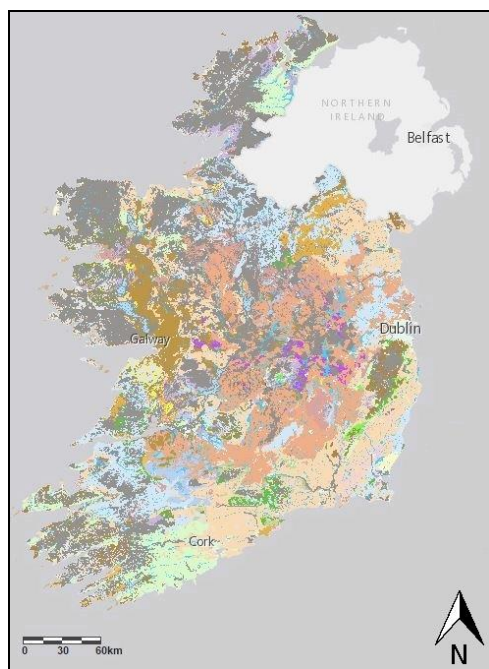 NORTHERN
IRELAND
Belfast
Dublin
Galway
Cork
0 30 60km
N